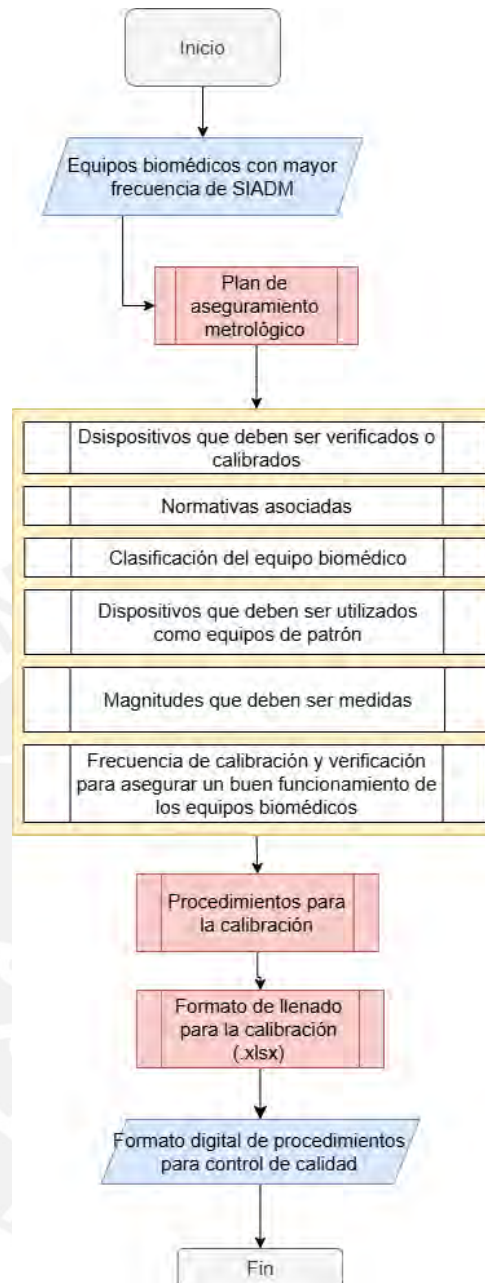 Inicio
Equipos biomédicos con mayor
frecuencia de SIADM
Plan de
aseguramiento
metrológico
Dsispositivos que deben ser verificados o
calibrados
Normativas asociadas
Clasificación del equipo biomédico
Dispositivos que deben ser utilizados
como equipos de patrón
Magnitudes que deben ser medidas
Frecuencia de calibración y verificación
para asegurar un buen funcionamiento de
los equipos biomédicos
Procedimientos para
la calibración
Formato de llenado
para la calibración
(.xlsx)
Formato digital de procedimientos
para control de calidad
Fin